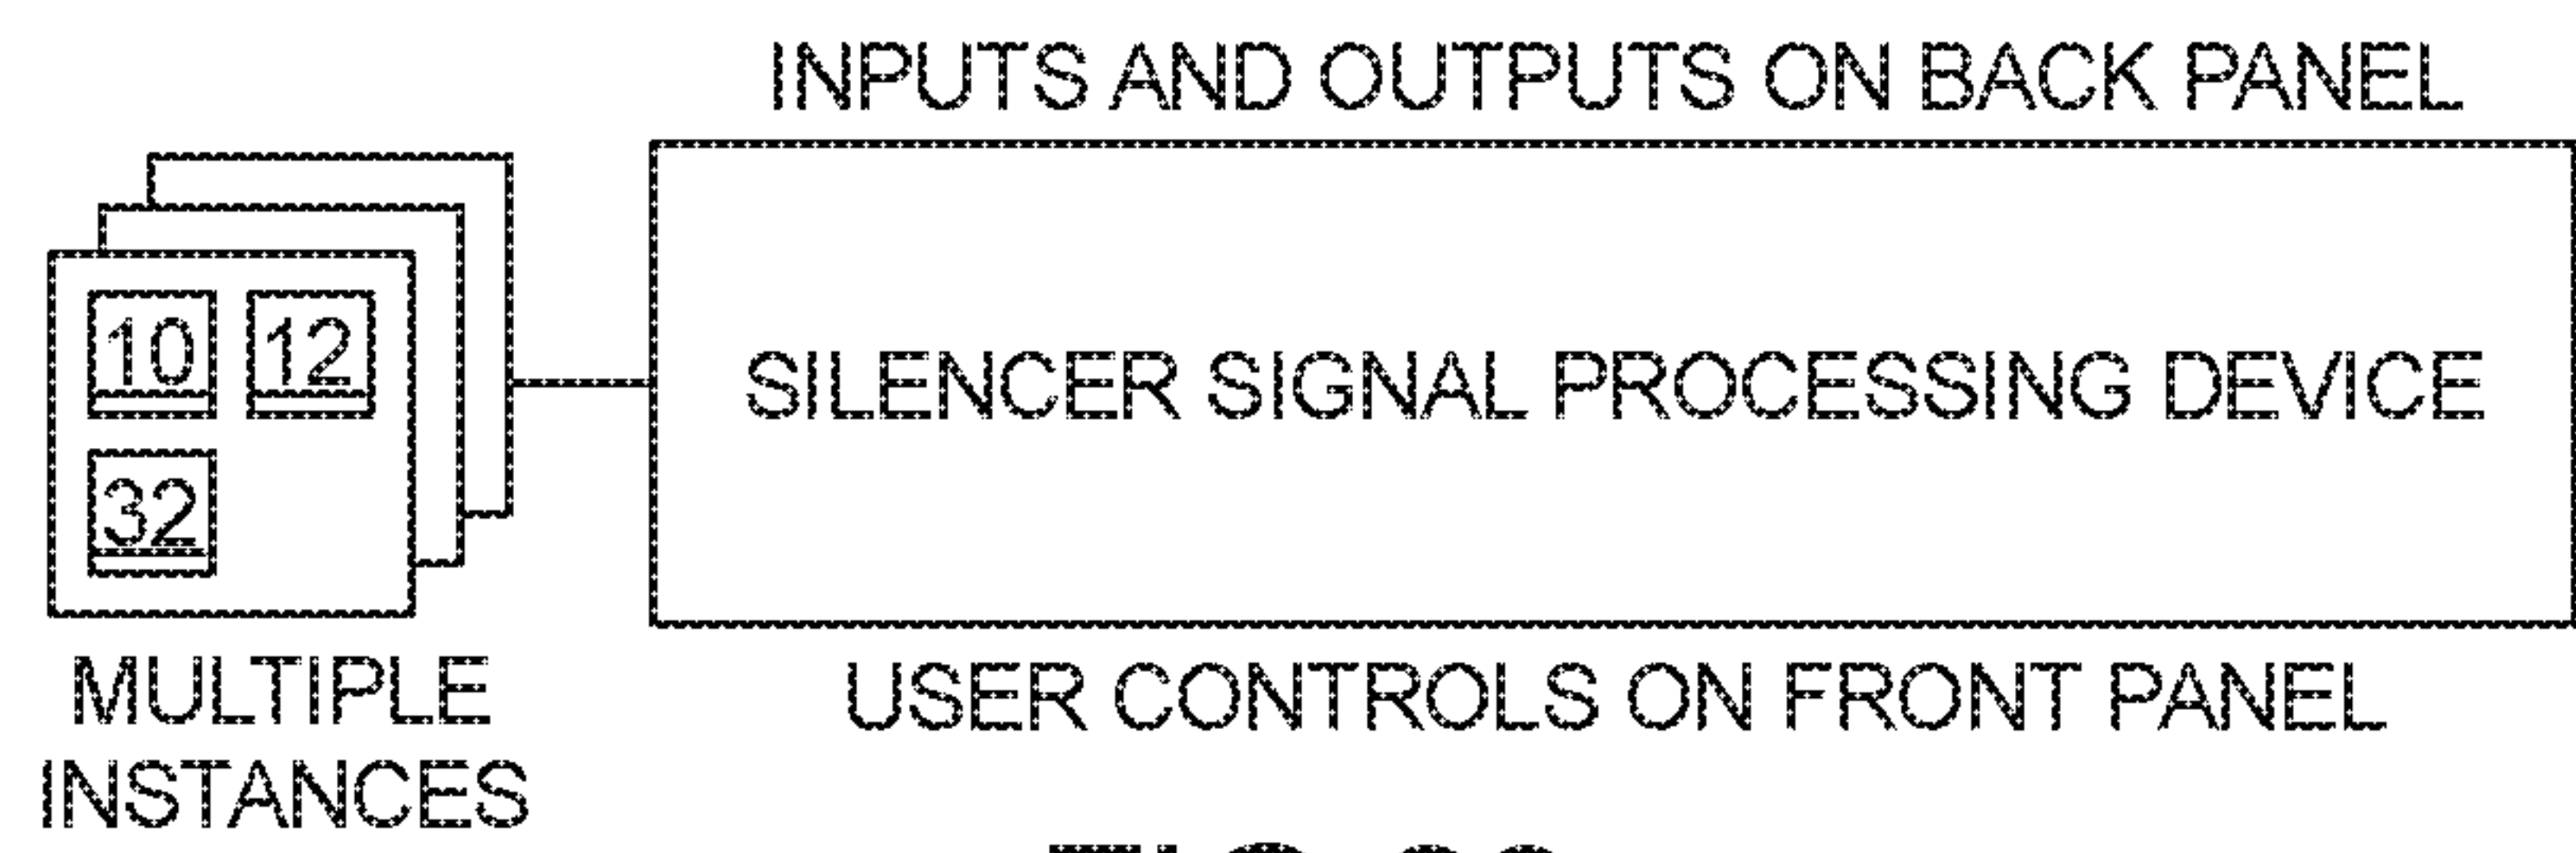 INPUTS AND OUTPUTS ON BACK PANEL
10 12
32
SILENCER SIGNAL PROCESSING DEVICE
MULTIPLE
INSTANCES
USER CONTROLS ON FRONT PANEL